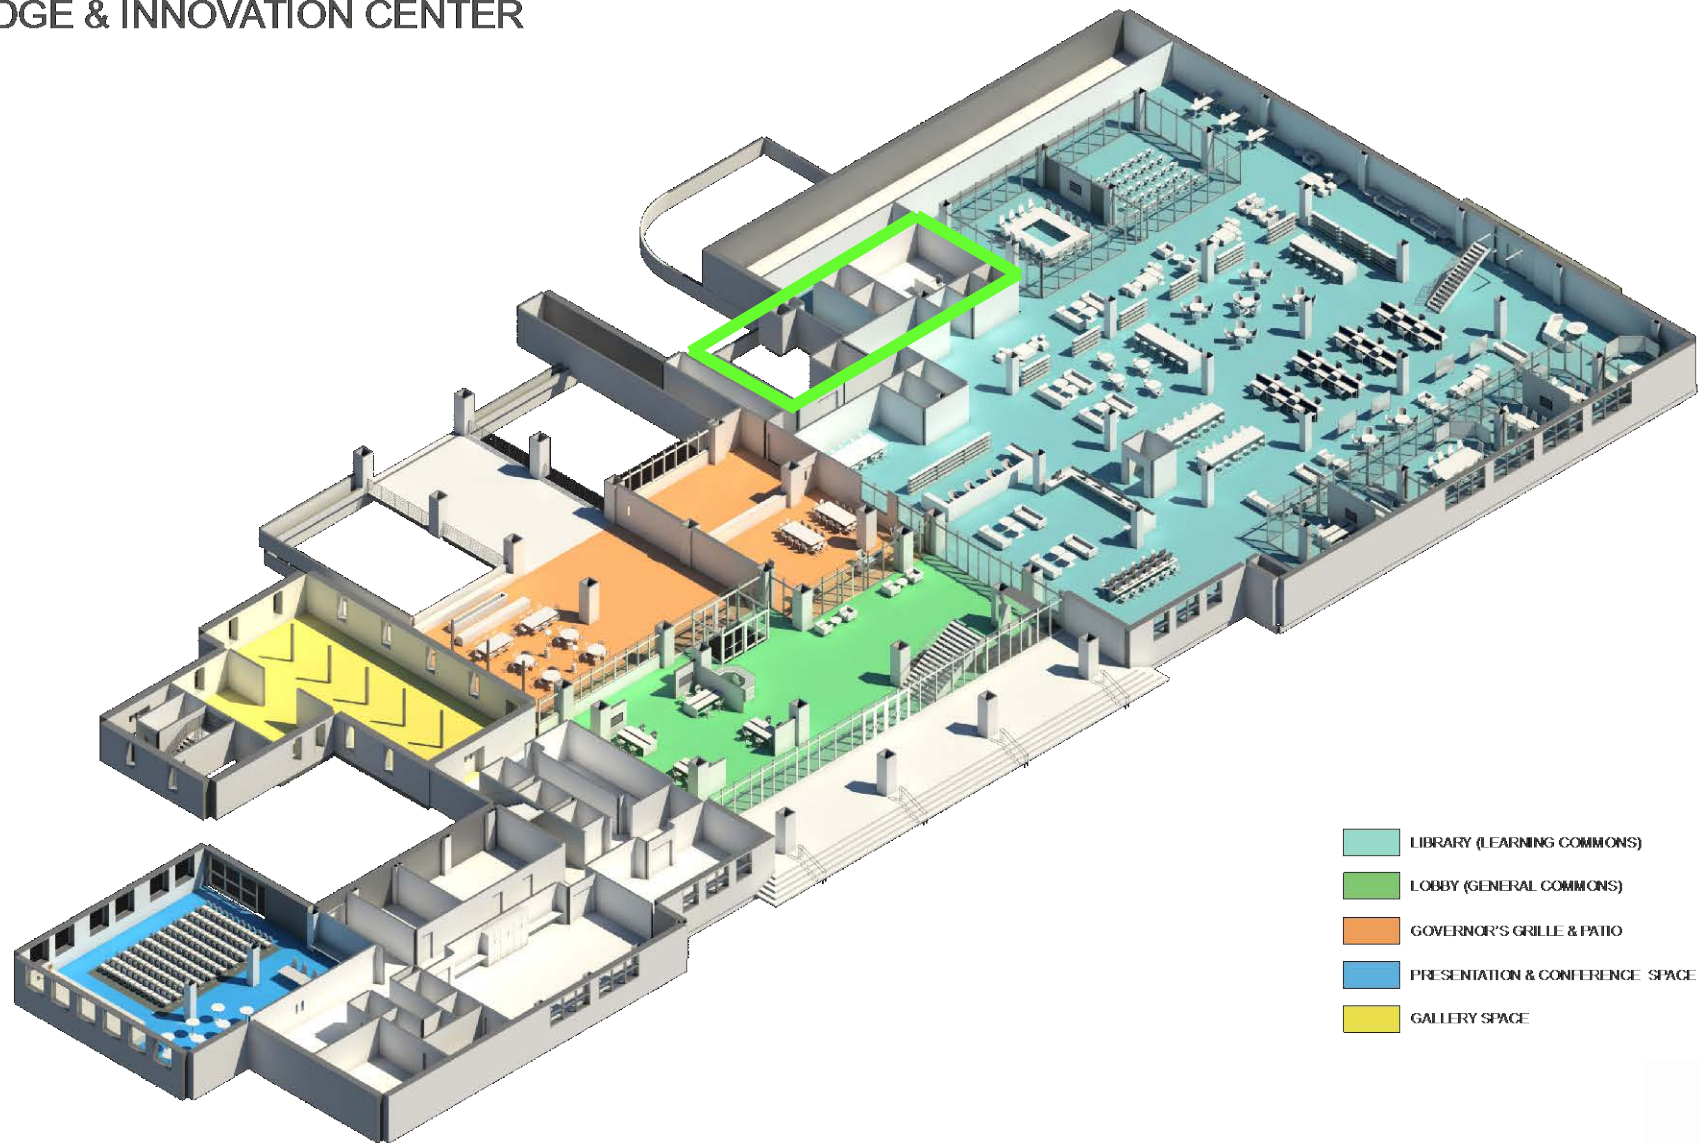 DGE & INNOVATION CENTER
LIBRARY (LEARNING COMMONS)
LOBBY (GENERAL COMMONS)
GOVERNOR'S GRILLE & PATIO
PRESENTATION & CONFERENCE SPACE
GALLERY SPACE